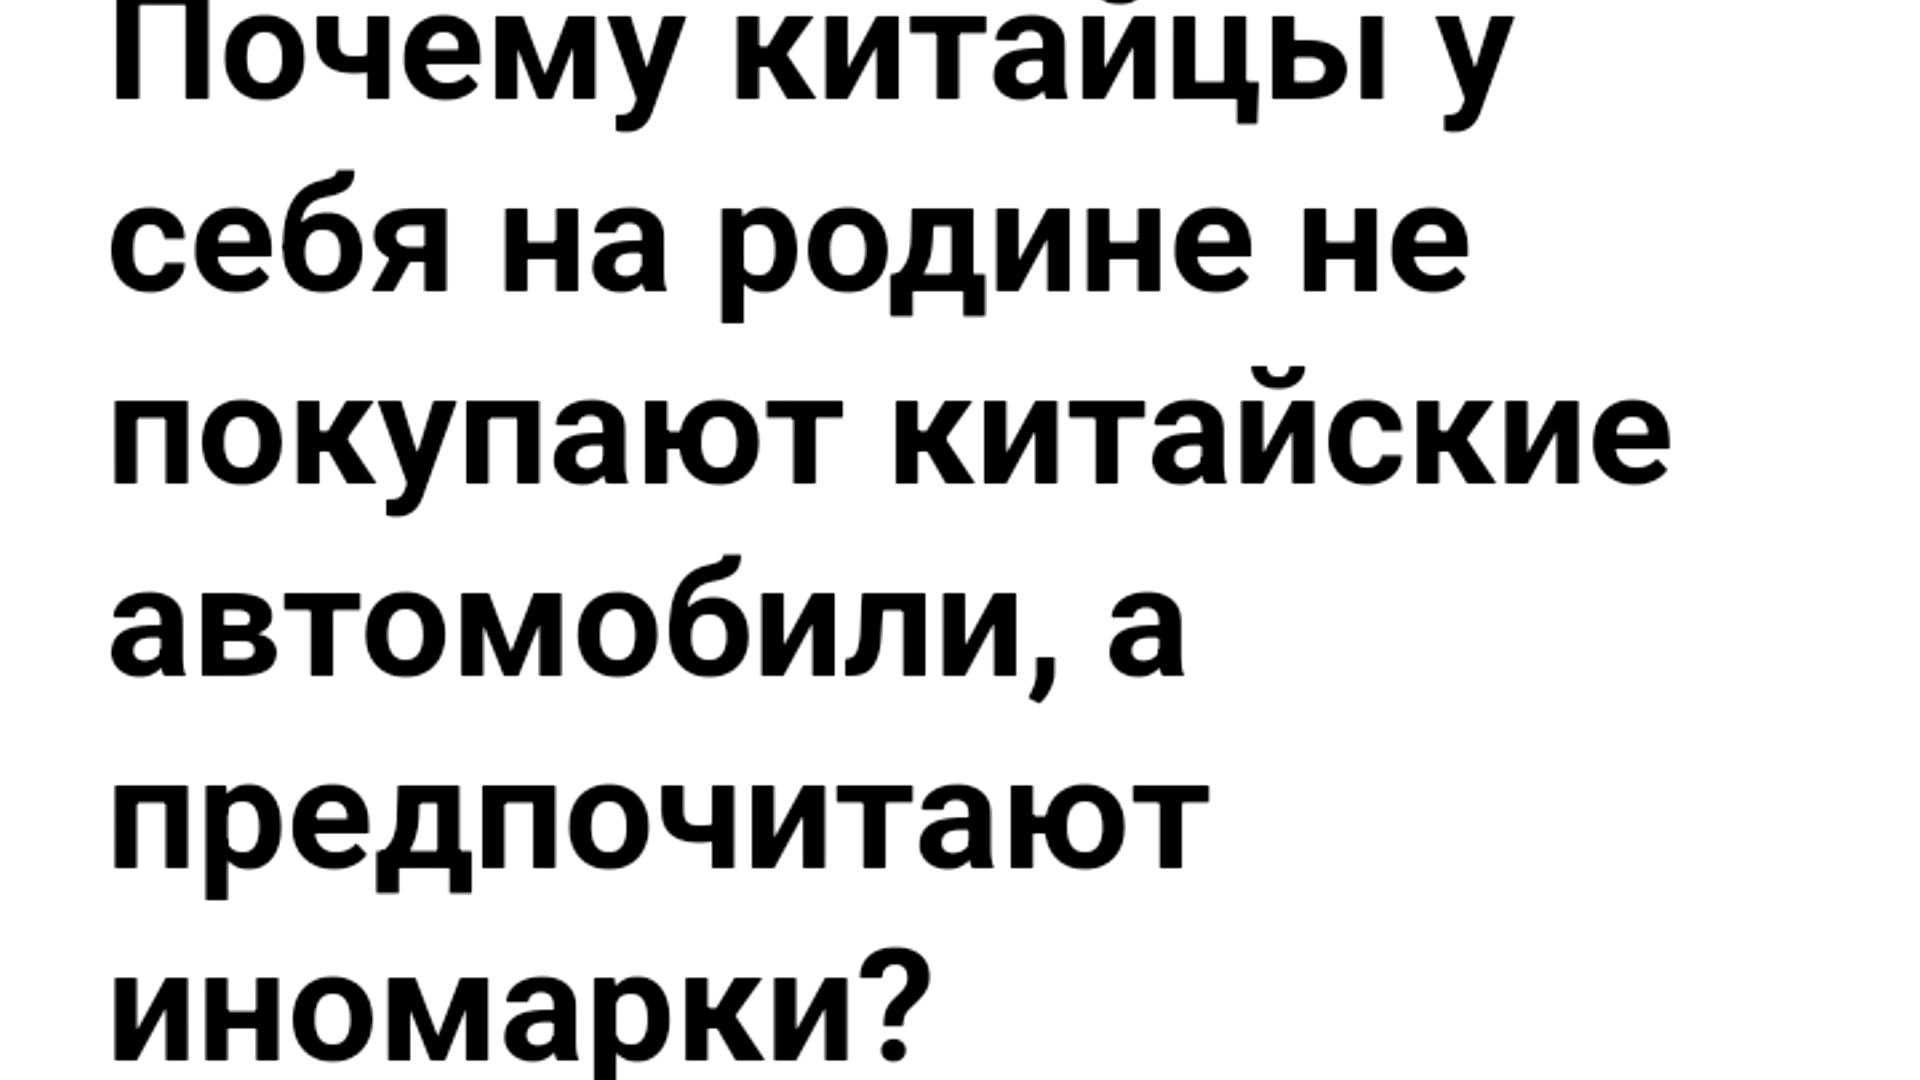 Почему китайцы у
себя на родине не
покупают китайские
автомобили, а
предпочитают
иномарки?